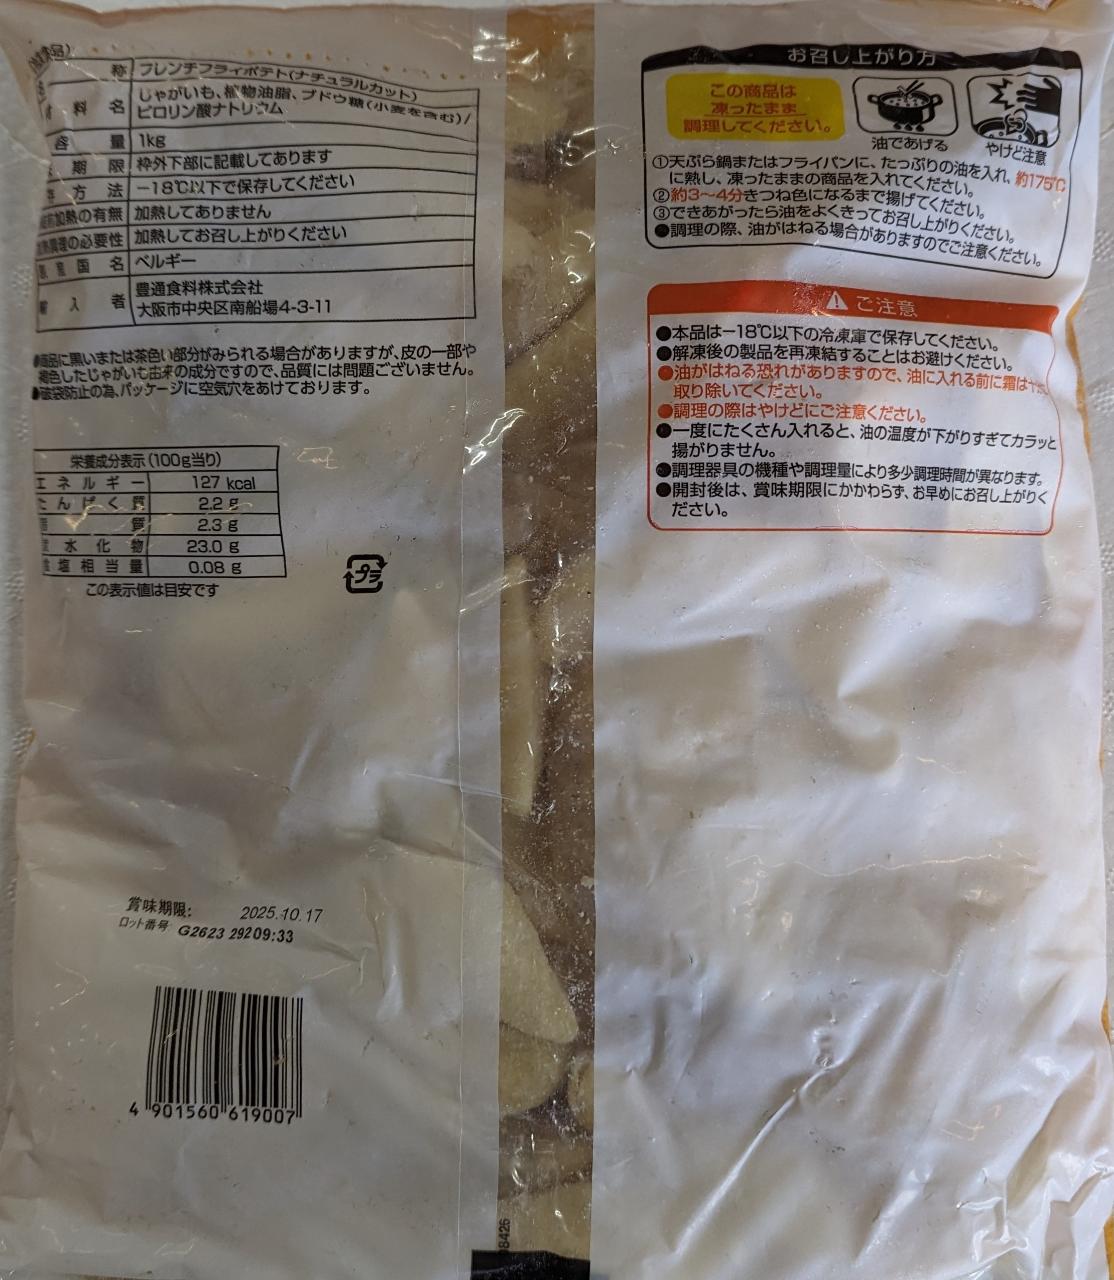 称 フレンチフライポテト(ナチュラルカット)
料 名 じゃがいも、植物油脂、ブドウ糖(小麦を含む)/
ピロリン酸ナトリウム
容 量 1kg
期 限 枠外下部に記載してあります
方 法 −18℃以下で保存してください
加熱の有無 加熱してありません
調理の必要性 加熱してお召し上がりください
原 産 国 名 ベルギー
輸 入 者 豊通食料株式会社
大阪市中央区南船場4-3-11
●商品に黒いまたは茶色い部分がみられる場合がありますが、皮の一部や
褐色したじゃがいも由来の成分ですので、品質には問題ございません。
●破袋防止の為、パッケージに空気穴をあけております。
栄養成分表示(100g当り)
エネルギー 127 kcal
たんぱく質 2.2 g
質 2.3 g
水化物 23.0 g
塩相当量 0.08 g
この表示値は目安です
プラ
賞味期限: 2025.10.17
ロット番号 G2623 292 09:33
4 901560 619007
8426
お召し上がり方
この商品は
凍ったまま
調理してください。
油であげる
やけど注意
①天ぷら鍋またはフライパンに、たっぷりの油を入れ、約175℃
に熱し、凍ったままの商品を入れてください。
②約3〜4分きつね色になるまで揚げてください。
③できあがったら油をよくきってお召し上がりください。
●調理の際、油がはねる場合がありますのでご注意ください。
ご注意
●本品は−18℃以下の冷凍庫で保存してください。
●解凍後の製品を再凍結することはお避けください。
●油がはねる恐れがありますので、油に入れる前に霜は
取り除いてください。
●調理の際はやけどにご注意ください。
●一度にたくさん入れると、油の温度が下がりすぎてカラッと
揚がりません。
●調理器具の機種や調理量により多少調理時間が異なります。
●開封後は、賞味期限にかかわらず、お早めにお召し上がりく
ださい。